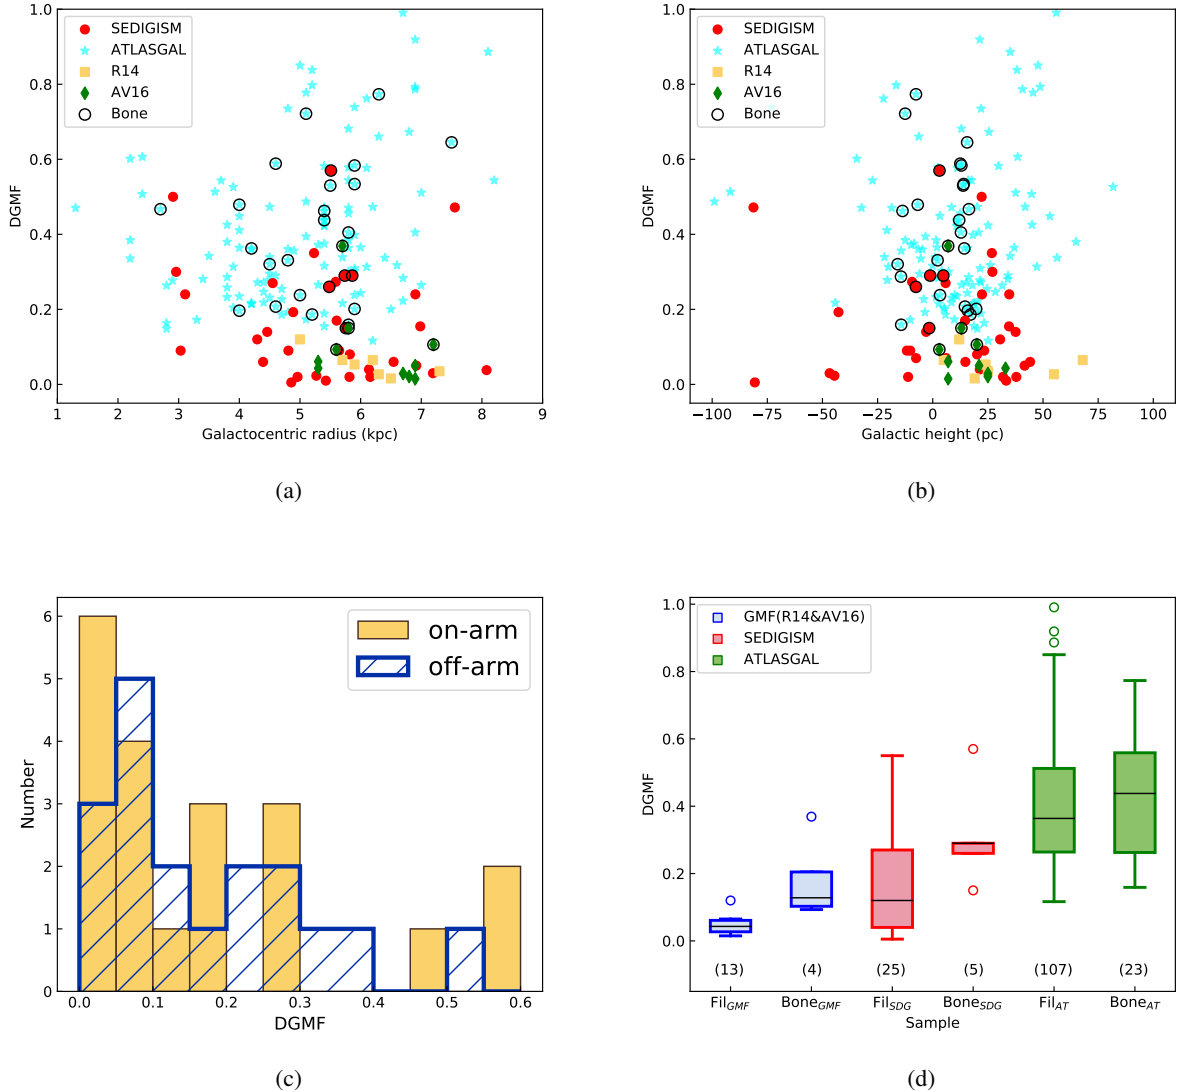 SEDIGISM
ATLASGAL
R14
AV16
Bone
1.0
0.8
0.6
0.4
0.2
0.0
DGMF
1 2 3 4 5 6 7 8 9
Galactocentric radius (kpc)
(a)
SEDIGISM
ATLASGAL
R14
AV16
Bone
1.0
0.8
0.6
0.4
0.2
0.0
DGMF
−100 −75 −50 −25 0 25 50 75 100
Galactic height (pc)
(b)
on-arm
off-arm
6
5
4
3
2
1
0
Number
0.0 0.1 0.2 0.3 0.4 0.5 0.6
DGMF
(c)
GMF(R14&AV16)
SEDIGISM
ATLASGAL
1.0
0.8
0.6
0.4
0.2
0.0
DGMF
(13) (4) (25) (5) (107) (23)
Fil_GMF Bone_GMF Fil_SDG Bone_SDG Fil_AT Bone_AT
Sample
(d)